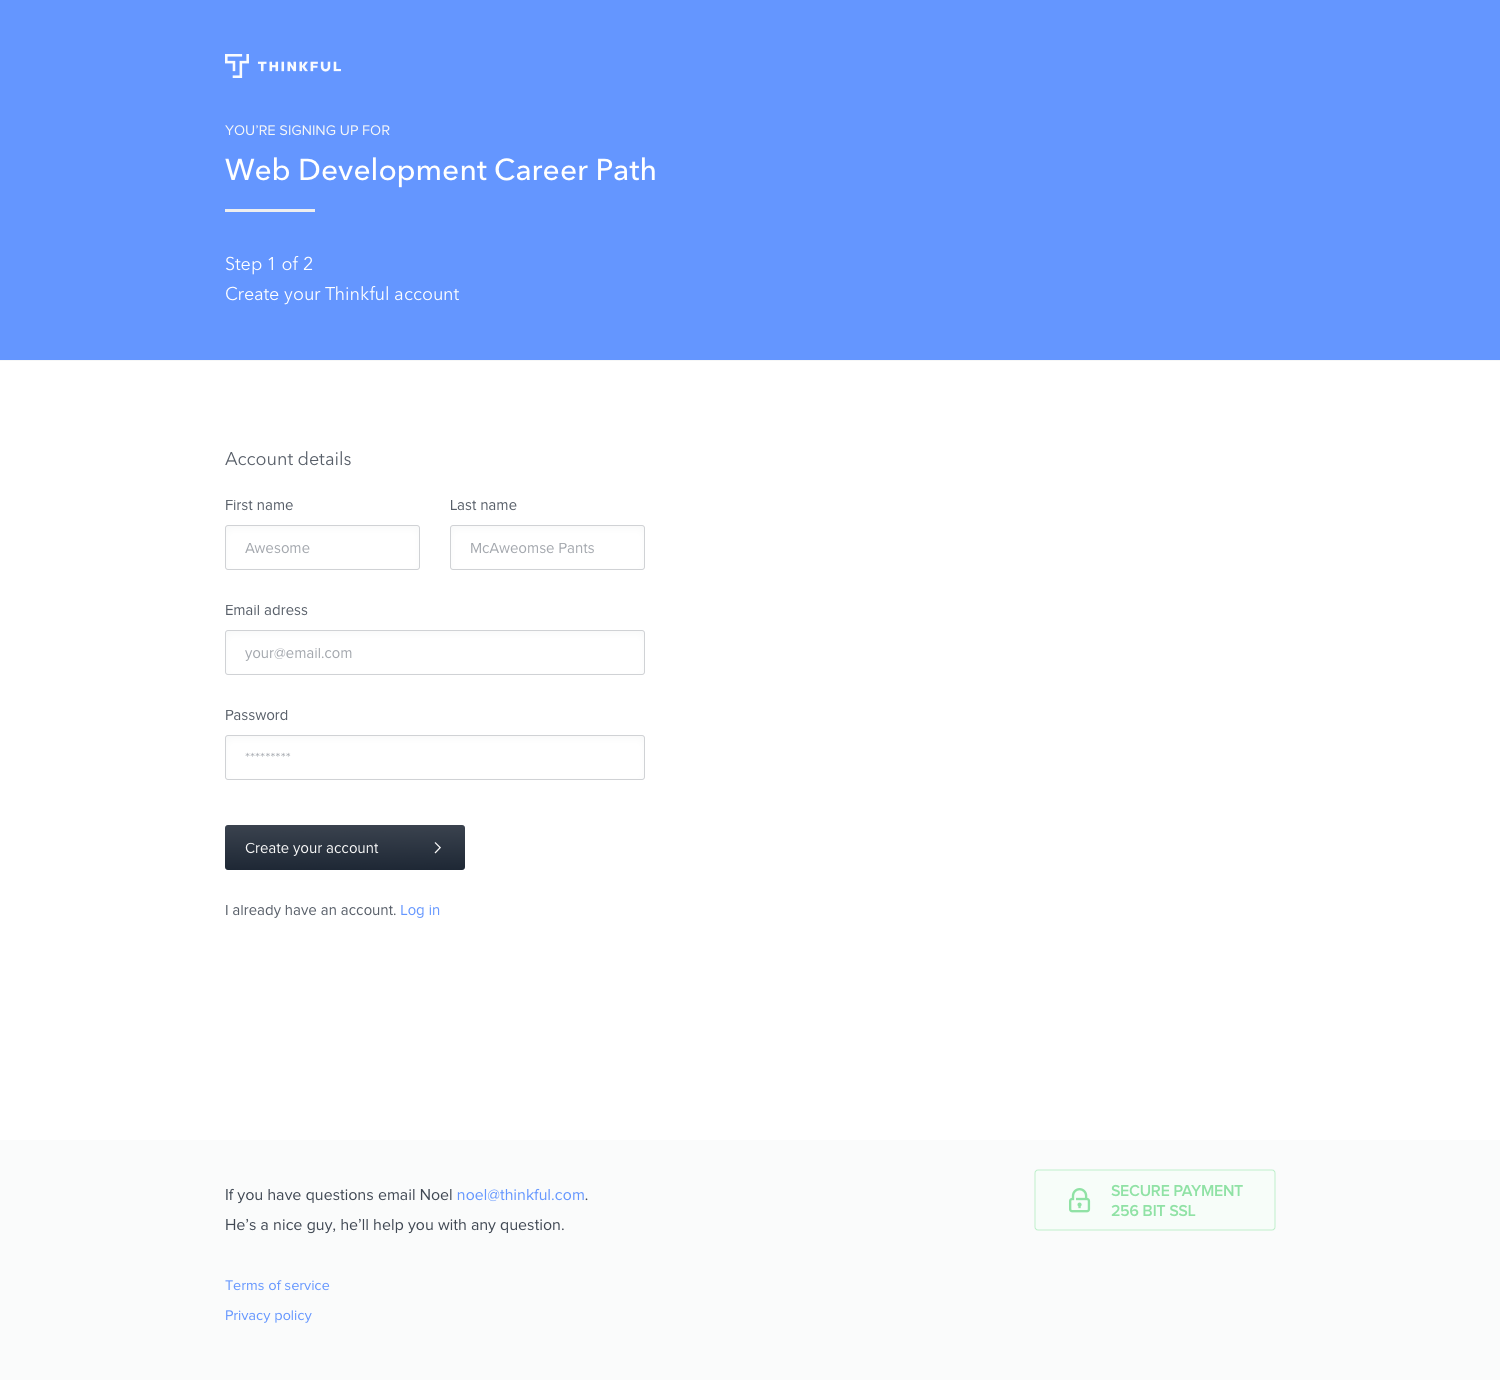 THINKFUL
YOU'RE SIGNING UP FOR
Web Development Career Path
Step 1 of 2
Create your Thinkful account
Account details
First name
Last name
Awesome
McAweomse Pants
Email adress
your@email.com
Password
*********
Create your account
I already have an account. Log in
If you have questions email Noel noel@thinkful.com.
He’s a nice guy, he’ll help you with any question.
SECURE PAYMENT
256 BIT SSL
Terms of service
Privacy policy